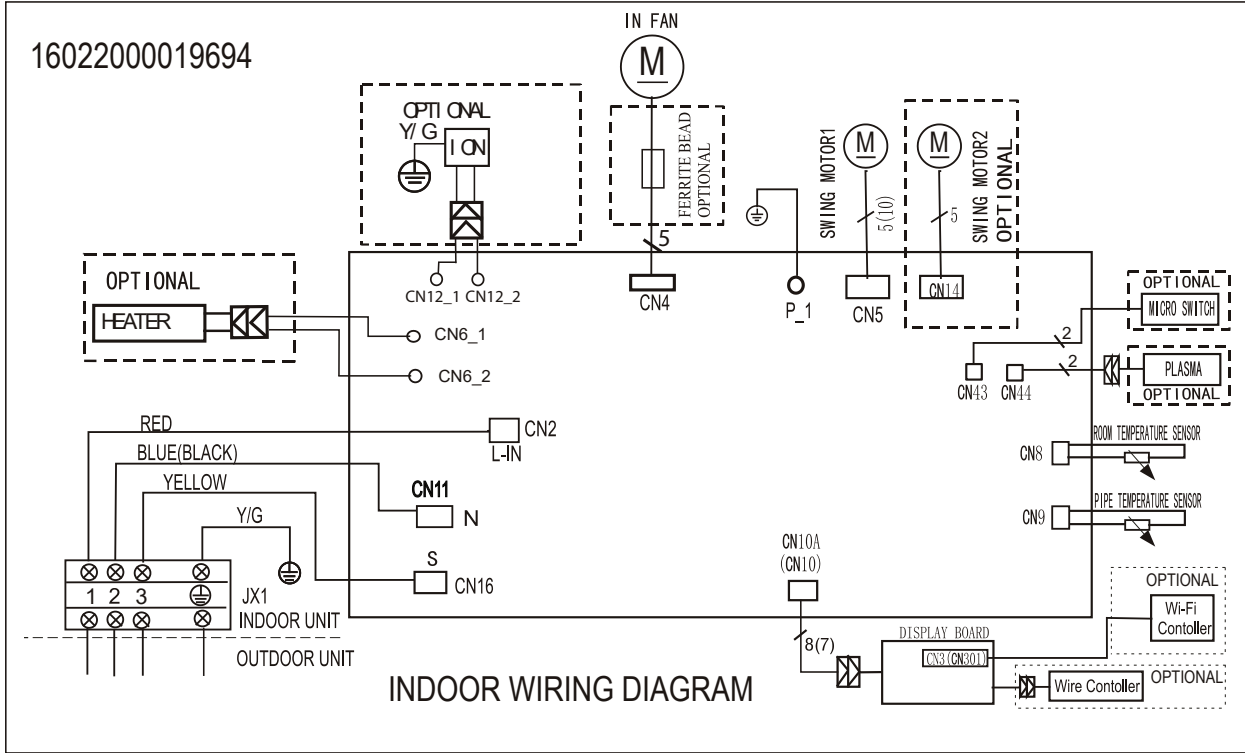 16022000019694
IN FAN
M
FERRITE BEAD
OPTIONAL
5
CN4
OPTIONAL
Y/G
ION
CN12_1
CN12_2
P_1
SWING MOTOR1
M
5(10)
CN5
SWING MOTOR2
OPTIONAL
M
5
CN14
OPTIONAL
HEATER
CN6_1
CN6_2
OPTIONAL
MICRO SWITCH
2
CN43
CN44
2
PLASMA
OPTIONAL
RED
CN2
L-IN
BLUE(BLACK)
CN11
N
YELLOW
S
CN16
Y/G
1 2 3
JX1
INDOOR UNIT
OUTDOOR UNIT
CN8
ROOM TEMPERATURE SENSOR
CN9
PIPE TEMPERATURE SENSOR
CN10A
(CN10)
8(7)
DISPLAY BOARD
CN3(CN301)
OPTIONAL
Wi-Fi
Contoller
Wire Contoller
OPTIONAL
INDOOR WIRING DIAGRAM